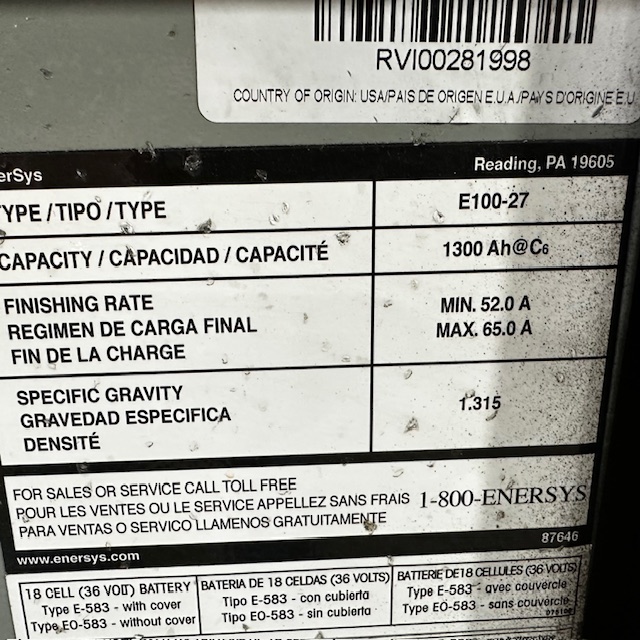 RVI00281998
COUNTRY OF ORIGIN: USA/PAIS DE ORIGEN E.U.A./PAYS D'ORIGINE E.U
erSys Reading, PA 19605
YPE / TIPO / TYPE E100-27
CAPACITY / CAPACIDAD / CAPACITÉ 1300 Ah@C6
FINISHING RATE
REGIMEN DE CARGA FINAL
FIN DE LA CHARGE
MIN. 52.0 A
MAX. 65.0 A
SPECIFIC GRAVITY
GRAVEDAD ESPECIFICA
DENSITÉ
1.315
FOR SALES OR SERVICE CALL TOLL FREE
POUR LES VENTES OU LE SERVICE APPELLEZ SANS FRAIS
PARA VENTAS O SERVICO LLAMENOS GRATUITAMENTE
1-800-ENERSYS
www.enersys.com 87646
18 CELL (36 VOLT) BATTERY
Type E-583 - with cover
Type EO-583 - without cover
BATERIA DE 18 CELDAS (36 VOLTS)
Tipo E-583 - con cubierta
Tipo EO-583 - sin cubierta
BATTERIE DE 18 CELLULES (36 VOLTS)
Type E-583 - avec couvercle
Type EO-583 - sans couvercle